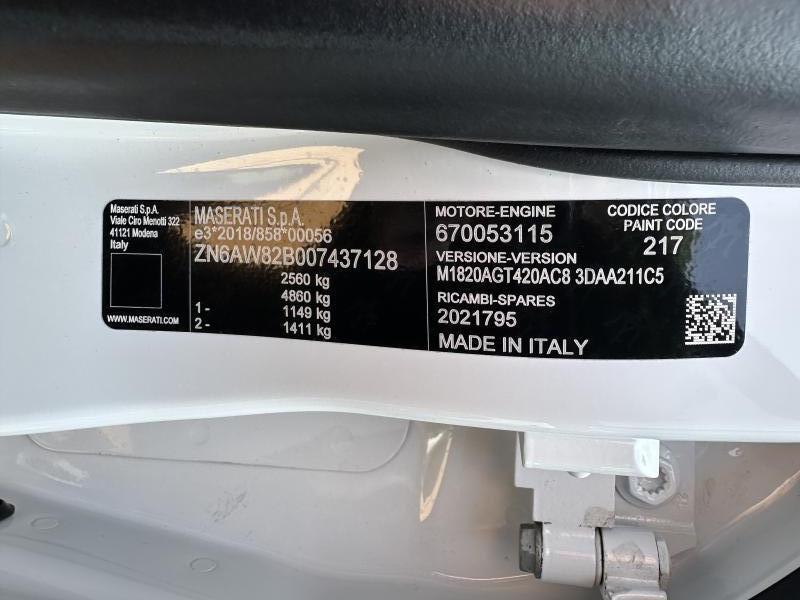 Maserati S.p.A.
Viale Ciro Menotti 322
41121 Modena
Italy
WWW.MASERATI.COM
MASERATI S.p.A.
e3*2018/858*00056
ZN6AW82B007437128
2560 kg
4860 kg
1- 1149 kg
2- 1411 kg
MOTORE-ENGINE
670053115
VERSIONE-VERSION
M1820AGT420AC8 3DAA211C5
RICAMBI-SPARES
2021795
MADE IN ITALY
CODICE COLORE
PAINT CODE
217